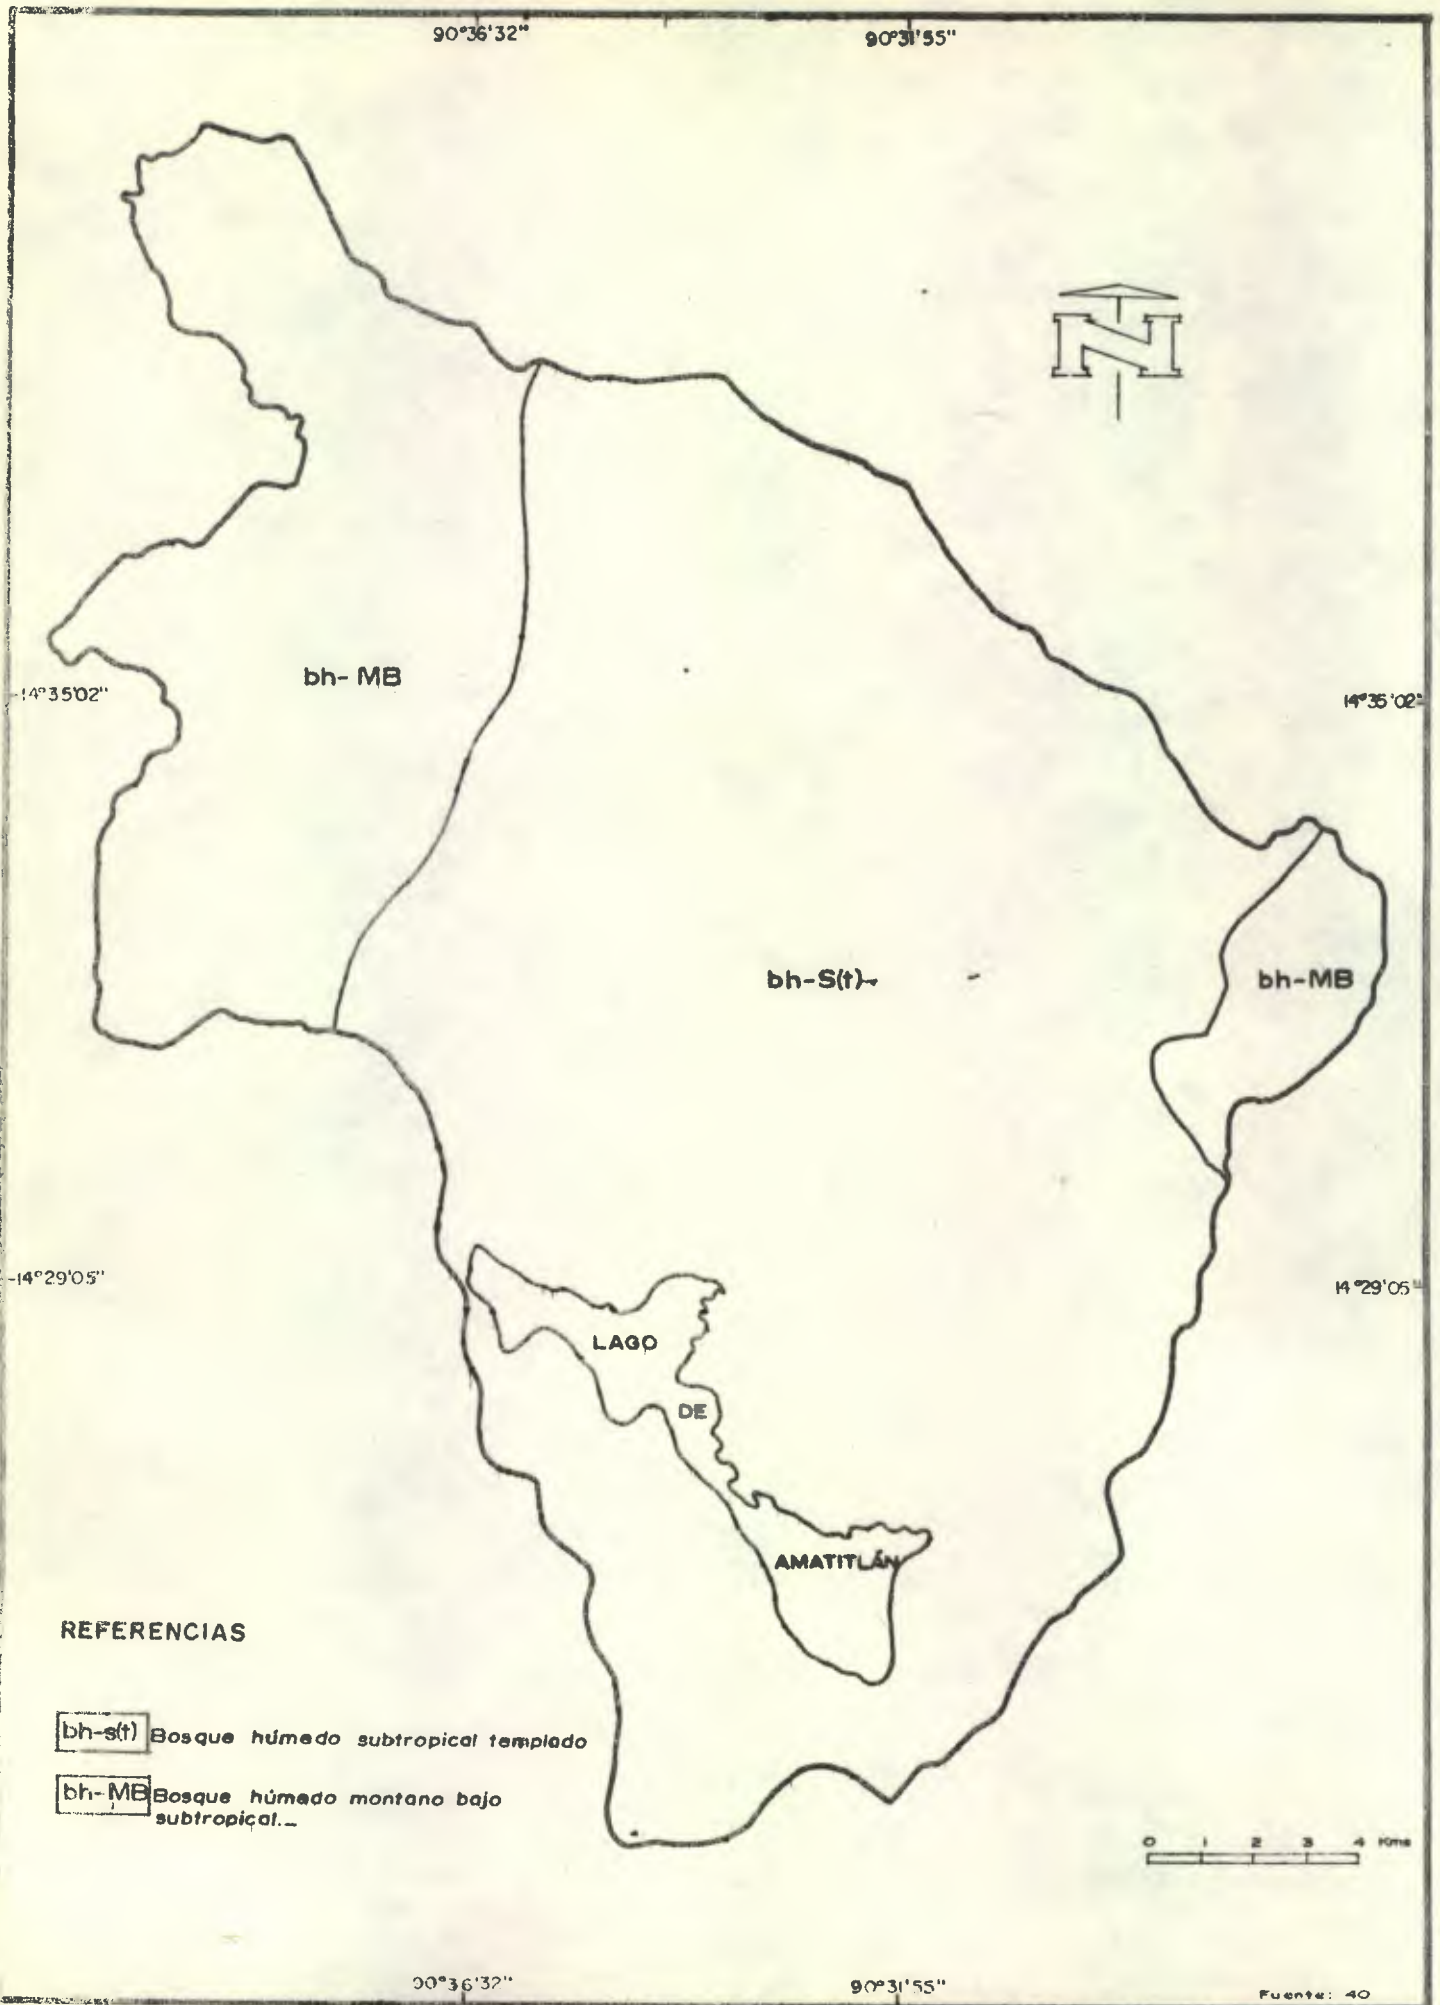 90°36'32" 90°31'55"
N
bh-MB
14°35'02" 14°35'02"
bh-S(t)
bh-MB
14°29'05" 14°29'05"
LAGO
DE
AMATITLÁN
REFERENCIAS
bh-s(t) Bosque húmedo subtropical templado
bh-MB Bosque húmedo montano bajo
subtropical.
0 1 2 3 4 Kms
90°36'32" 90°31'55"
Fuente: 40